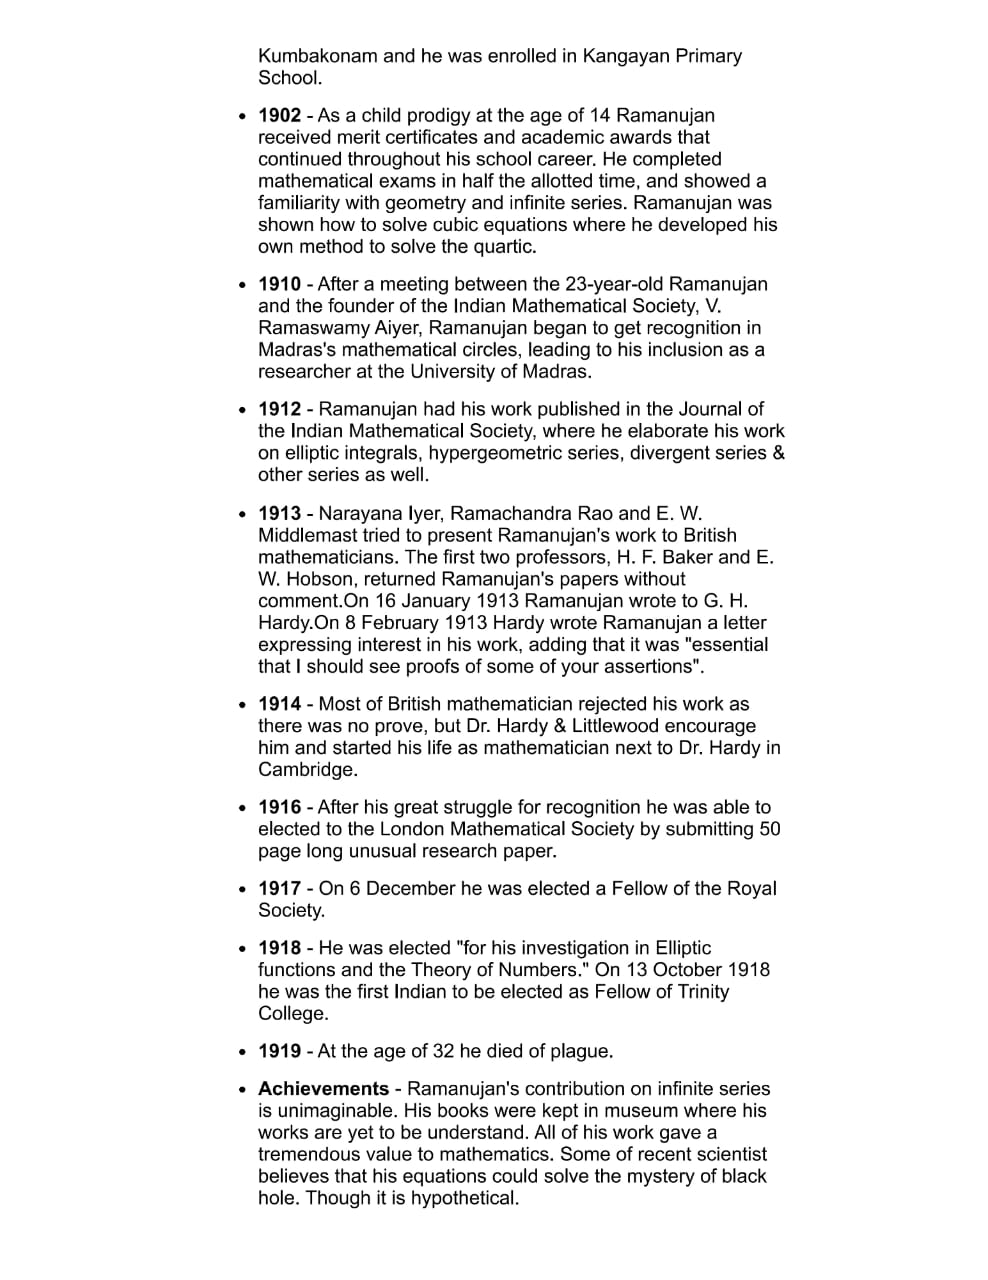 Kumbakonam and he was enrolled in Kangayan Primary
School.
• 1902 - As a child prodigy at the age of 14 Ramanujan
received merit certificates and academic awards that
continued throughout his school career. He completed
mathematical exams in half the allotted time, and showed a
familiarity with geometry and infinite series. Ramanujan was
shown how to solve cubic equations where he developed his
own method to solve the quartic.
• 1910 - After a meeting between the 23-year-old Ramanujan
and the founder of the Indian Mathematical Society, V.
Ramaswamy Aiyer, Ramanujan began to get recognition in
Madras's mathematical circles, leading to his inclusion as a
researcher at the University of Madras.
• 1912 - Ramanujan had his work published in the Journal of
the Indian Mathematical Society, where he elaborate his work
on elliptic integrals, hypergeometric series, divergent series &
other series as well.
• 1913 - Narayana Iyer, Ramachandra Rao and E. W.
Middlemast tried to present Ramanujan's work to British
mathematicians. The first two professors, H. F. Baker and E.
W. Hobson, returned Ramanujan's papers without
comment.On 16 January 1913 Ramanujan wrote to G. H.
Hardy.On 8 February 1913 Hardy wrote Ramanujan a letter
expressing interest in his work, adding that it was "essential
that I should see proofs of some of your assertions".
• 1914 - Most of British mathematician rejected his work as
there was no prove, but Dr. Hardy & Littlewood encourage
him and started his life as mathematician next to Dr. Hardy in
Cambridge.
• 1916 - After his great struggle for recognition he was able to
elected to the London Mathematical Society by submitting 50
page long unusual research paper.
• 1917 - On 6 December he was elected a Fellow of the Royal
Society.
• 1918 - He was elected "for his investigation in Elliptic
functions and the Theory of Numbers." On 13 October 1918
he was the first Indian to be elected as Fellow of Trinity
College.
• 1919 - At the age of 32 he died of plague.
• Achievements - Ramanujan's contribution on infinite series
is unimaginable. His books were kept in museum where his
works are yet to be understand. All of his work gave a
tremendous value to mathematics. Some of recent scientist
believes that his equations could solve the mystery of black
hole. Though it is hypothetical.